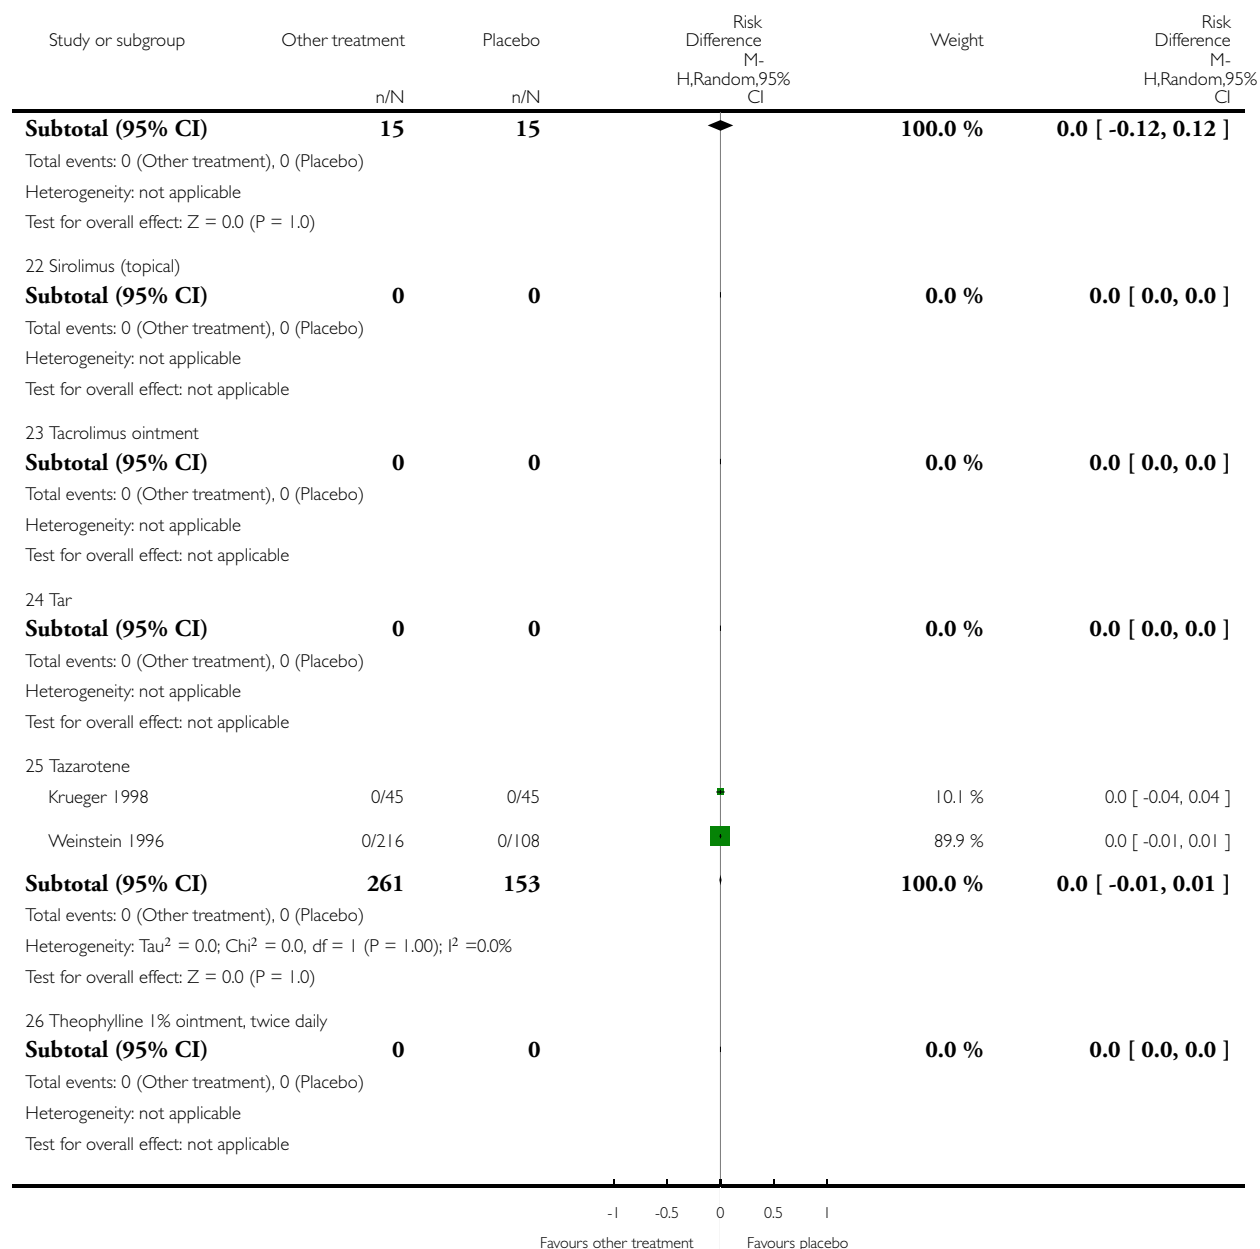 Study or subgroup Other treatment Placebo Risk Difference Weight Risk Difference
M-H,Random,95% CI M-H,Random,95% CI
n/N n/N
Subtotal (95% CI) 15 15 100.0 % 0.0 [ -0.12, 0.12 ]
Total events: 0 (Other treatment), 0 (Placebo)
Heterogeneity: not applicable
Test for overall effect: Z = 0.0 (P = 1.0)
22 Sirolimus (topical)
Subtotal (95% CI) 0 0 0.0 % 0.0 [ 0.0, 0.0 ]
Total events: 0 (Other treatment), 0 (Placebo)
Heterogeneity: not applicable
Test for overall effect: not applicable
23 Tacrolimus ointment
Subtotal (95% CI) 0 0 0.0 % 0.0 [ 0.0, 0.0 ]
Total events: 0 (Other treatment), 0 (Placebo)
Heterogeneity: not applicable
Test for overall effect: not applicable
24 Tar
Subtotal (95% CI) 0 0 0.0 % 0.0 [ 0.0, 0.0 ]
Total events: 0 (Other treatment), 0 (Placebo)
Heterogeneity: not applicable
Test for overall effect: not applicable
25 Tazarotene
Krueger 1998 0/45 0/45 10.1 % 0.0 [ -0.04, 0.04 ]
Weinstein 1996 0/216 0/108 89.9 % 0.0 [ -0.01, 0.01 ]
Subtotal (95% CI) 261 153 100.0 % 0.0 [ -0.01, 0.01 ]
Total events: 0 (Other treatment), 0 (Placebo)
Heterogeneity: Tau² = 0.0; Chi² = 0.0, df = 1 (P = 1.00); I² =0.0%
Test for overall effect: Z = 0.0 (P = 1.0)
26 Theophylline 1% ointment, twice daily
Subtotal (95% CI) 0 0 0.0 % 0.0 [ 0.0, 0.0 ]
Total events: 0 (Other treatment), 0 (Placebo)
Heterogeneity: not applicable
Test for overall effect: not applicable
-1 -0.5 0 0.5 1
Favours other treatment Favours placebo